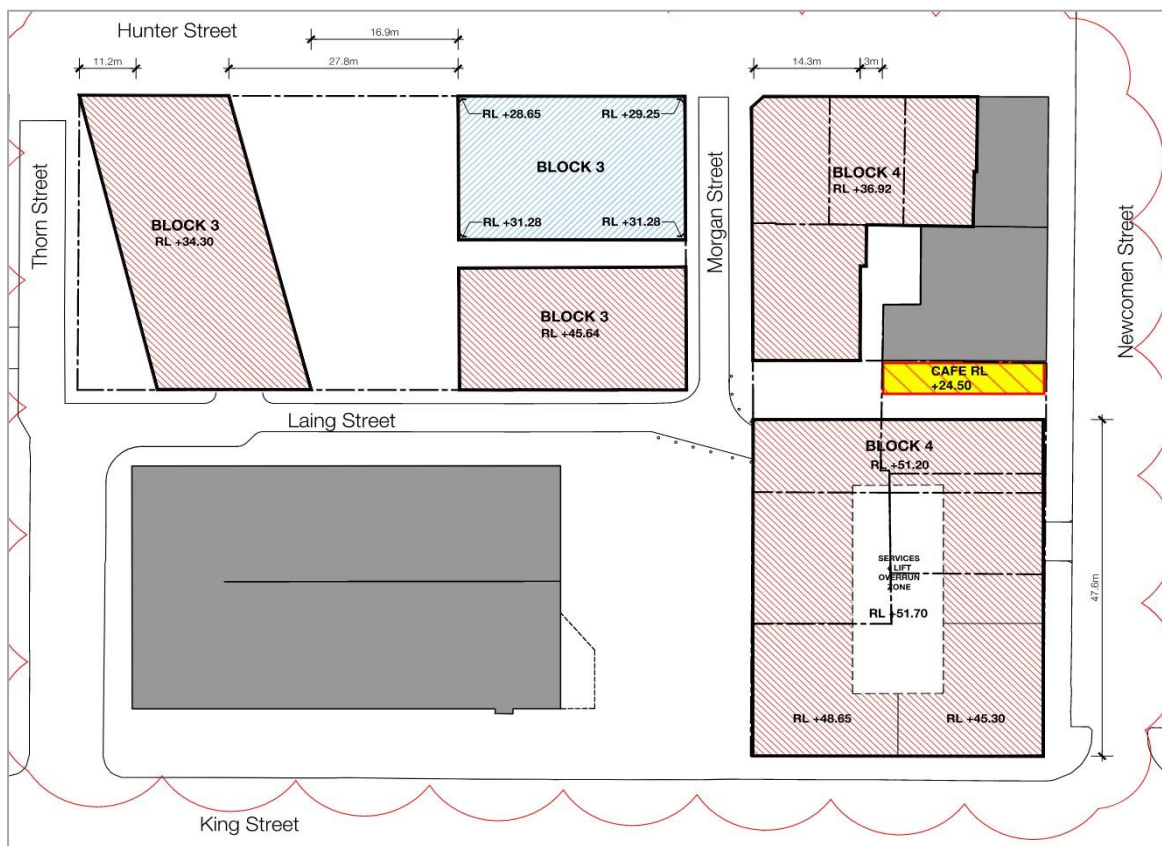 Hunter Street
16.9m
11.2m
27.8m
14.3m
3m
RL +28.65
RL +29.25
BLOCK 3
RL +31.28
RL +31.28
Thorn Street
BLOCK 3
RL +34.30
Morgan Street
BLOCK 4
RL +36.92
Newcomen Street
BLOCK 3
RL +45.64
CAFE RL
+24.50
Laing Street
BLOCK 4
RL +51.20
SERVICES
+ LIFT
OVERRUN
ZONE
RL +51.70
47.6m
RL +48.65
RL +45.30
King Street